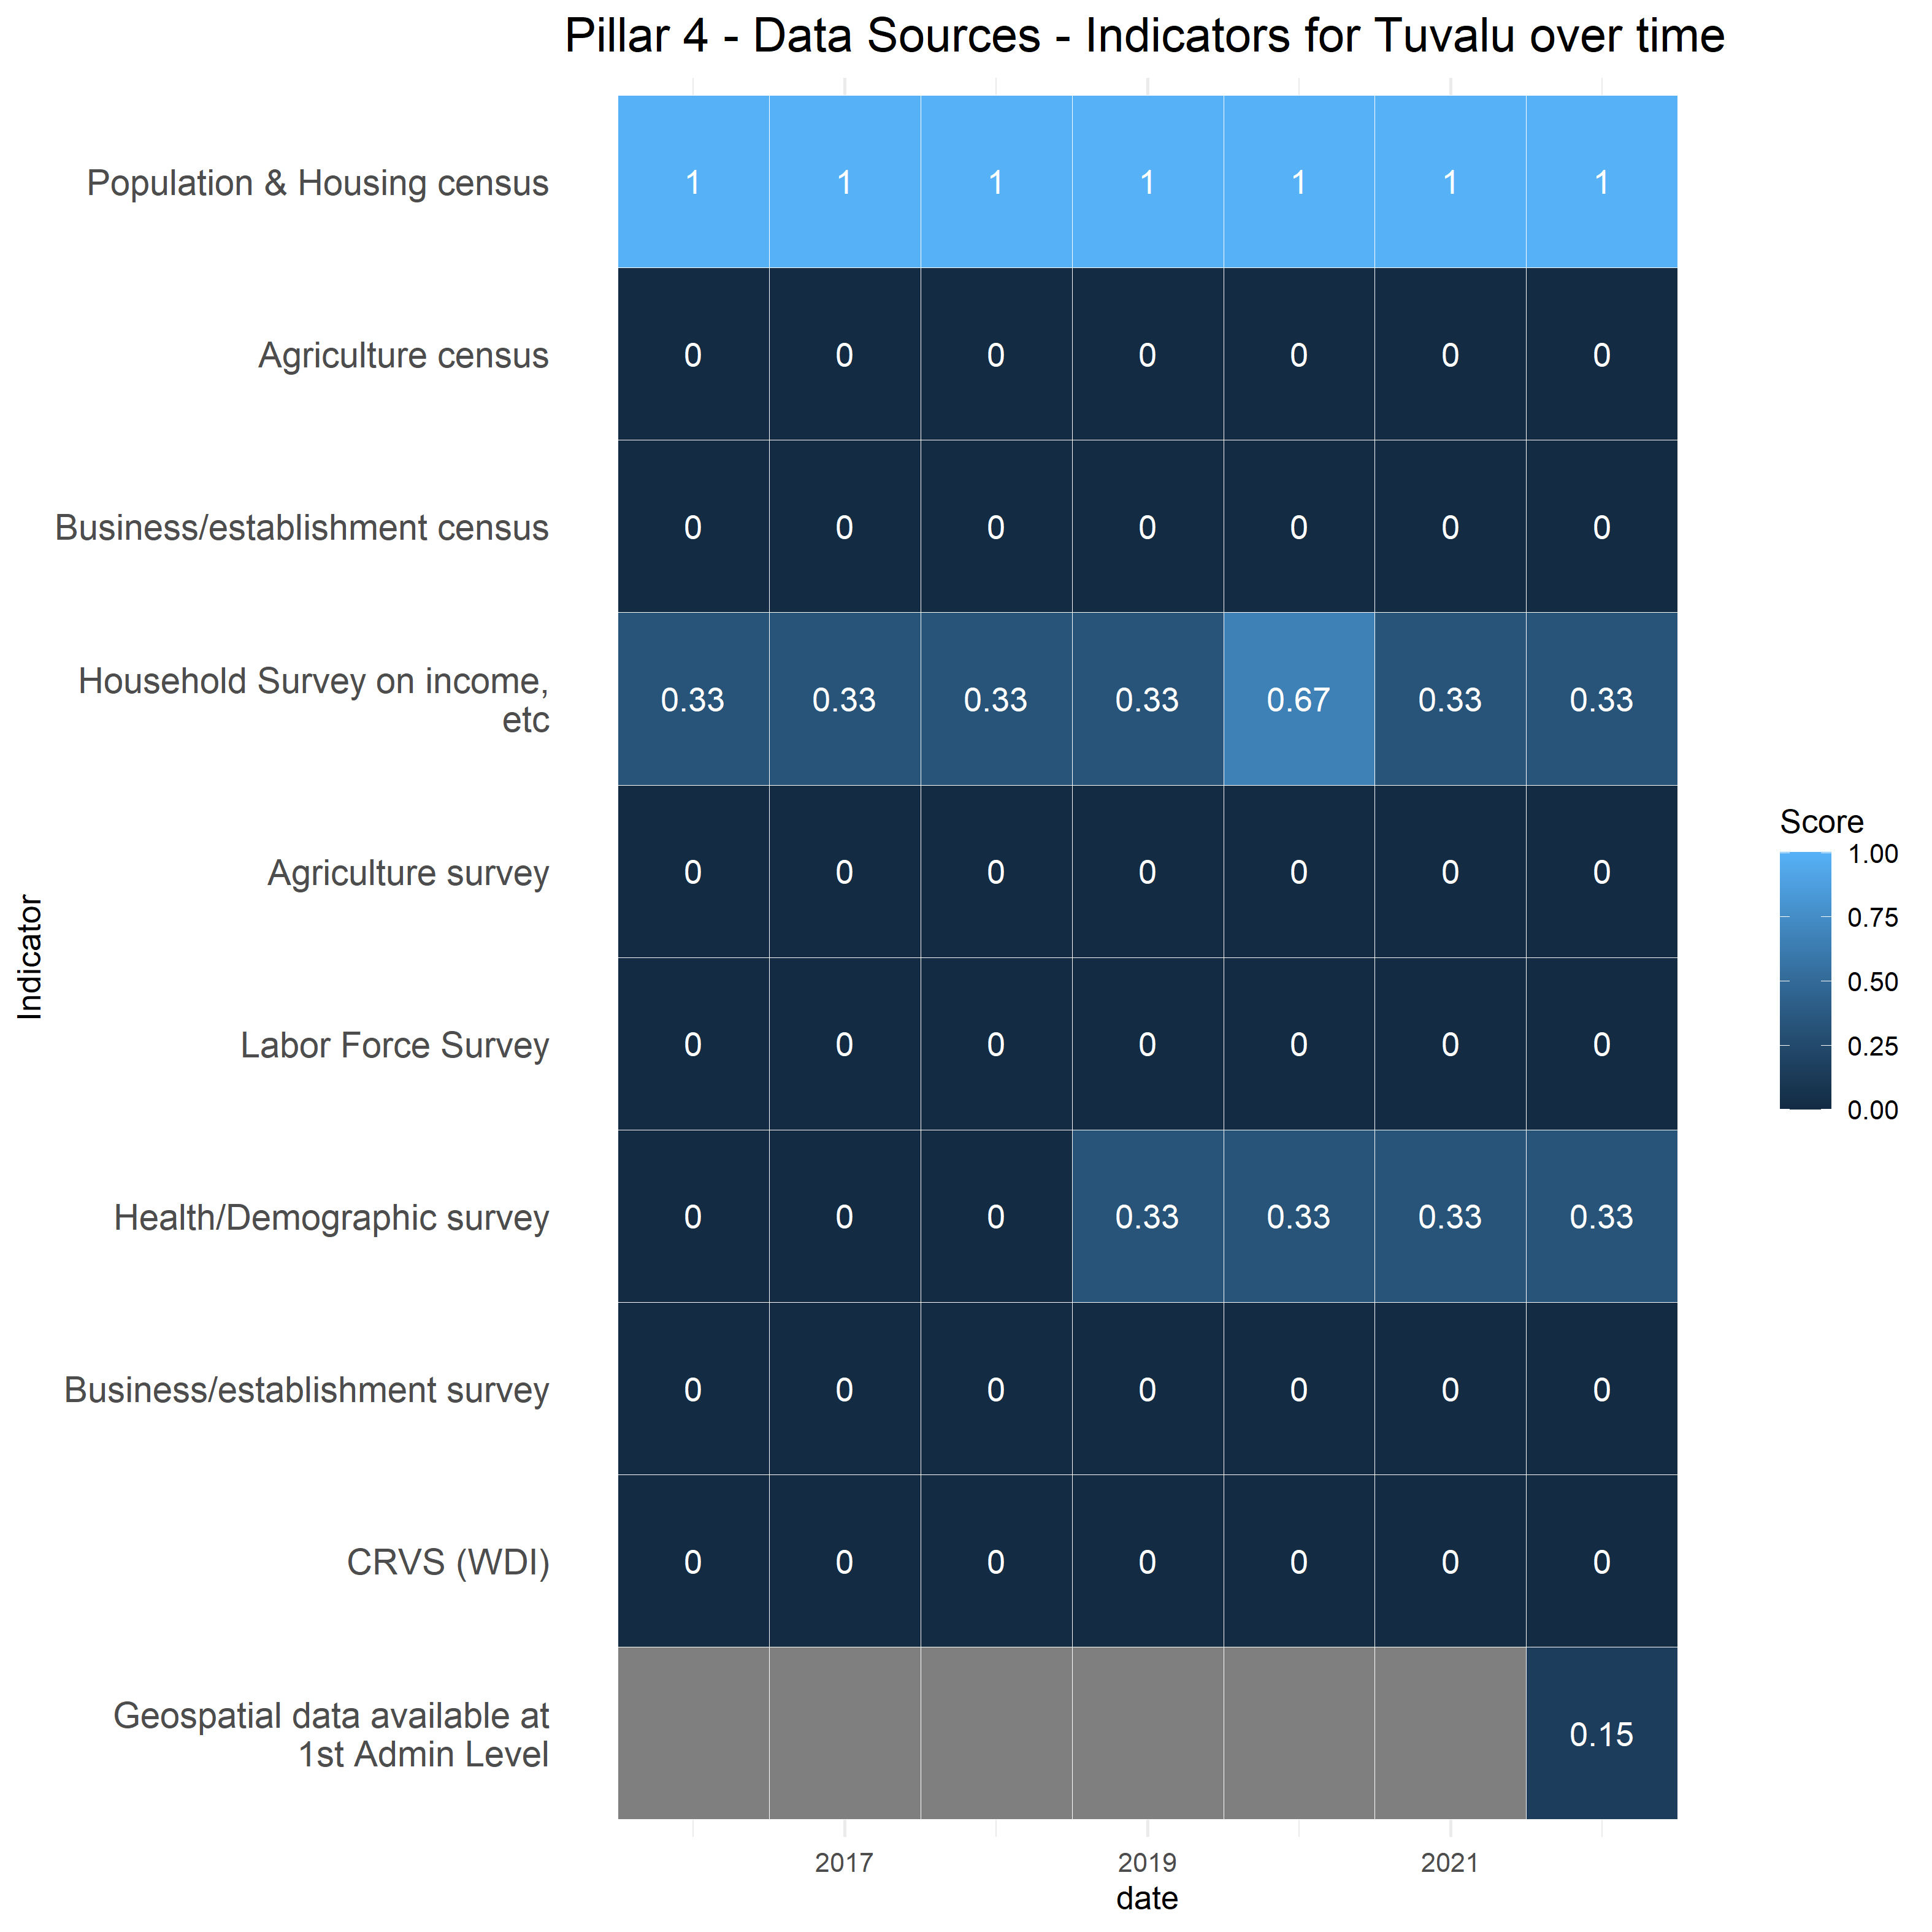 Pillar 4 - Data Sources - Indicators for Tuvalu over time
Population & Housing census
1 1 1 1 1 1 1
Agriculture census
0 0 0 0 0 0 0
Business/establishment census
0 0 0 0 0 0 0
Household Survey on income,
etc
0.33 0.33 0.33 0.33 0.67 0.33 0.33
Agriculture survey
0 0 0 0 0 0 0
Labor Force Survey
0 0 0 0 0 0 0
Health/Demographic survey
0 0 0 0.33 0.33 0.33 0.33
Business/establishment survey
0 0 0 0 0 0 0
CRVS (WDI)
0 0 0 0 0 0 0
Geospatial data available at
1st Admin Level
0.15
2017 2019 2021
date
Indicator
Score
1.00
0.75
0.50
0.25
0.00